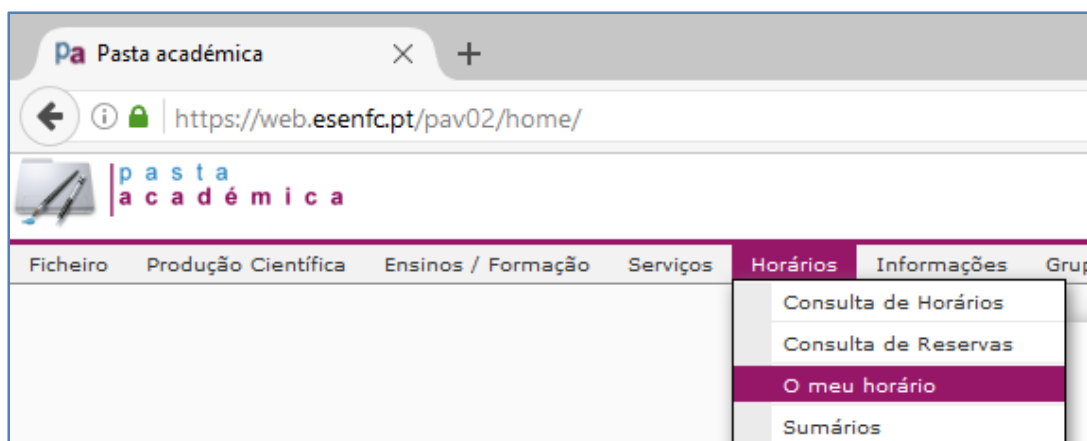 pa Pasta académica
https://web.esenfc.pt/pav02/home/
pasta
académica
Ficheiro Produção Científica Ensinos / Formação Serviços Horários Informações
Consulta de Horários
Consulta de Reservas
O meu horário
Sumários